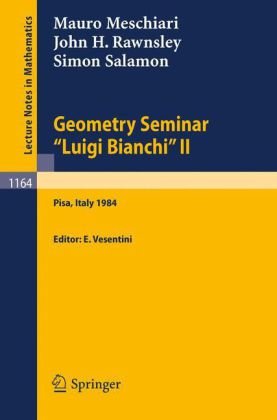 Lecture Notes in Mathematics
1164
Mauro Meschiari
John H. Rawnsley
Simon Salamon
Geometry Seminar
"Luigi Bianchi" II
Pisa, Italy 1984
Editor: E. Vesentini
Springer